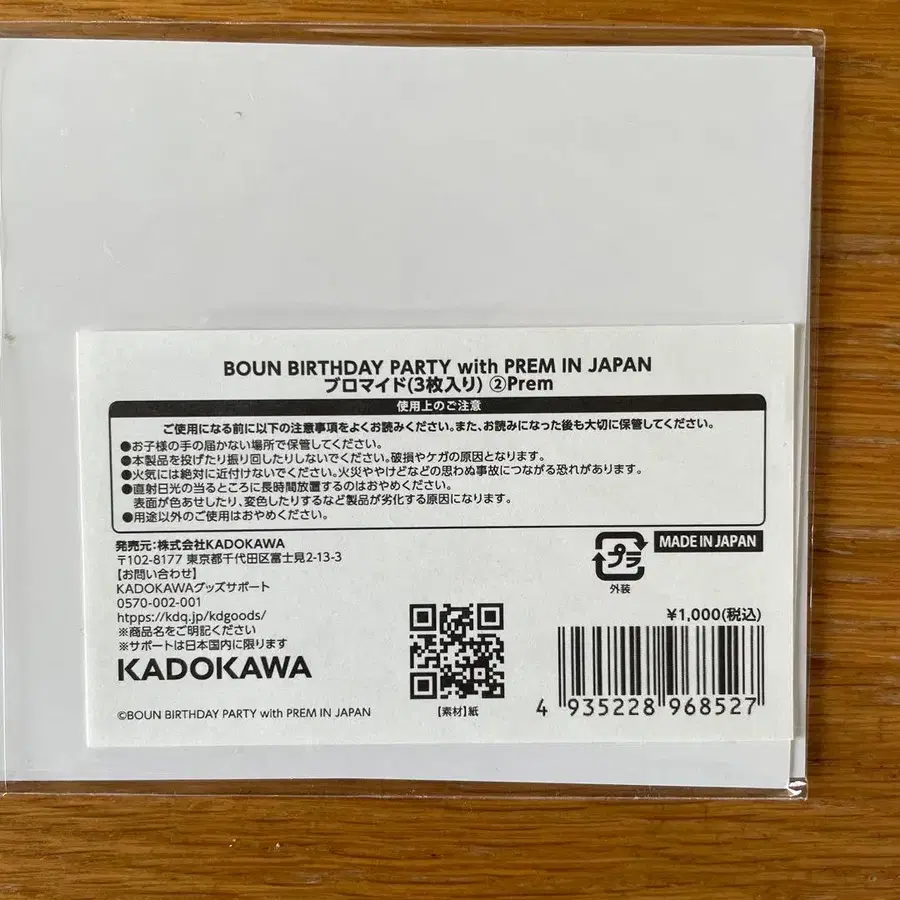 BOUN BIRTHDAY PARTY with PREM IN JAPAN
ブロマイド(3枚入り) ②Prem
使用上のご注意
ご使用になる前に以下の注意事項をよくお読みください。また、お読みになった後も大切に保管してください。
●お子様の手の届かない場所で保管してください。
●本製品を投げたり振り回したりしないでください。破損やケガの原因となります。
●火気には絶対に近付けないでください。火災ややけどなどの思わぬ事故につながる恐れがあります。
●直射日光の当るところに長時間放置するのはおやめください。
表面が色あせしたり、変色したりするなど製品が劣化する原因になります。
●用途以外のご使用はおやめください。
発売元:株式会社KADOKAWA
〒102-8177 東京都千代田区富士見2-13-3
【お問い合わせ】
KADOKAWAグッズサポート
0570-002-001
htpps://kdq.jp/kdgoods/
※商品名をご明記ください
※サポートは日本国内に限ります
KADOKAWA
©BOUN BIRTHDAY PARTY with PREM IN JAPAN
【素材】紙
プラ
外装
MADE IN JAPAN
¥1,000(税込)
4 935228 968527